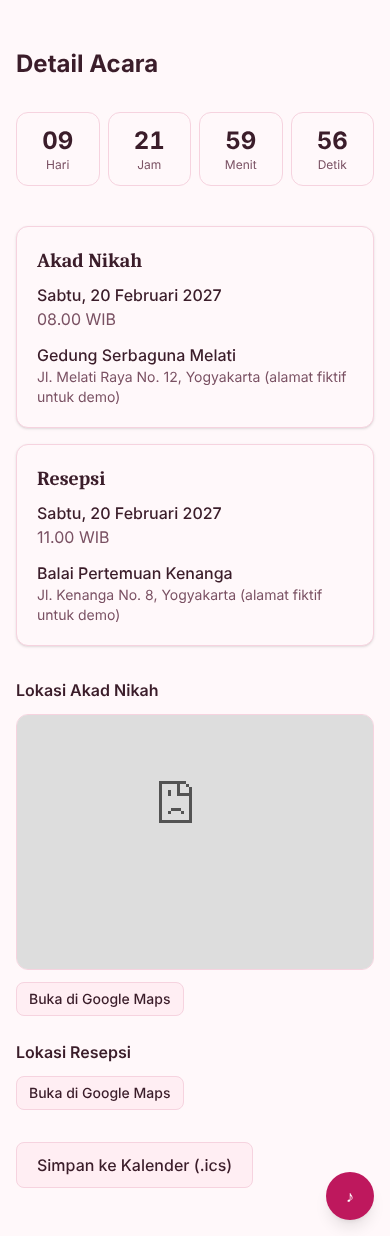 Detail Acara
09 21 59 56
Hari Jam Menit Detik
Akad Nikah
Sabtu, 20 Februari 2027
08.00 WIB
Gedung Serbaguna Melati
Jl. Melati Raya No. 12, Yogyakarta (alamat fiktif
untuk demo)
Resepsi
Sabtu, 20 Februari 2027
11.00 WIB
Balai Pertemuan Kenanga
Jl. Kenanga No. 8, Yogyakarta (alamat fiktif
untuk demo)
Lokasi Akad Nikah
Buka di Google Maps
Lokasi Resepsi
Buka di Google Maps
Simpan ke Kalender (.ics)
♪